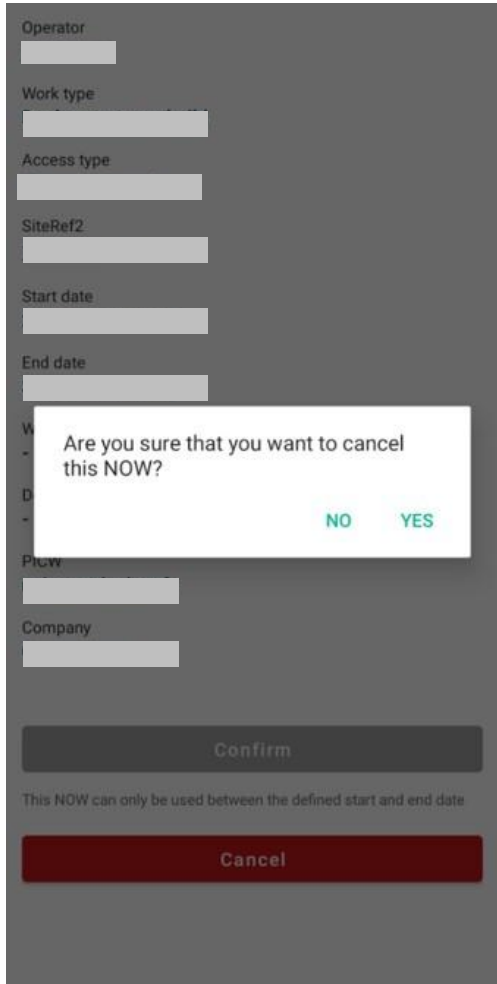 Operator
Work type
Access type
SiteRef2
Start date
End date
W
-
Are you sure that you want to cancel
this NOW?
D
-
NO YES
PICW
Company
Confirm
This NOW can only be used between the defined start and end date
Cancel